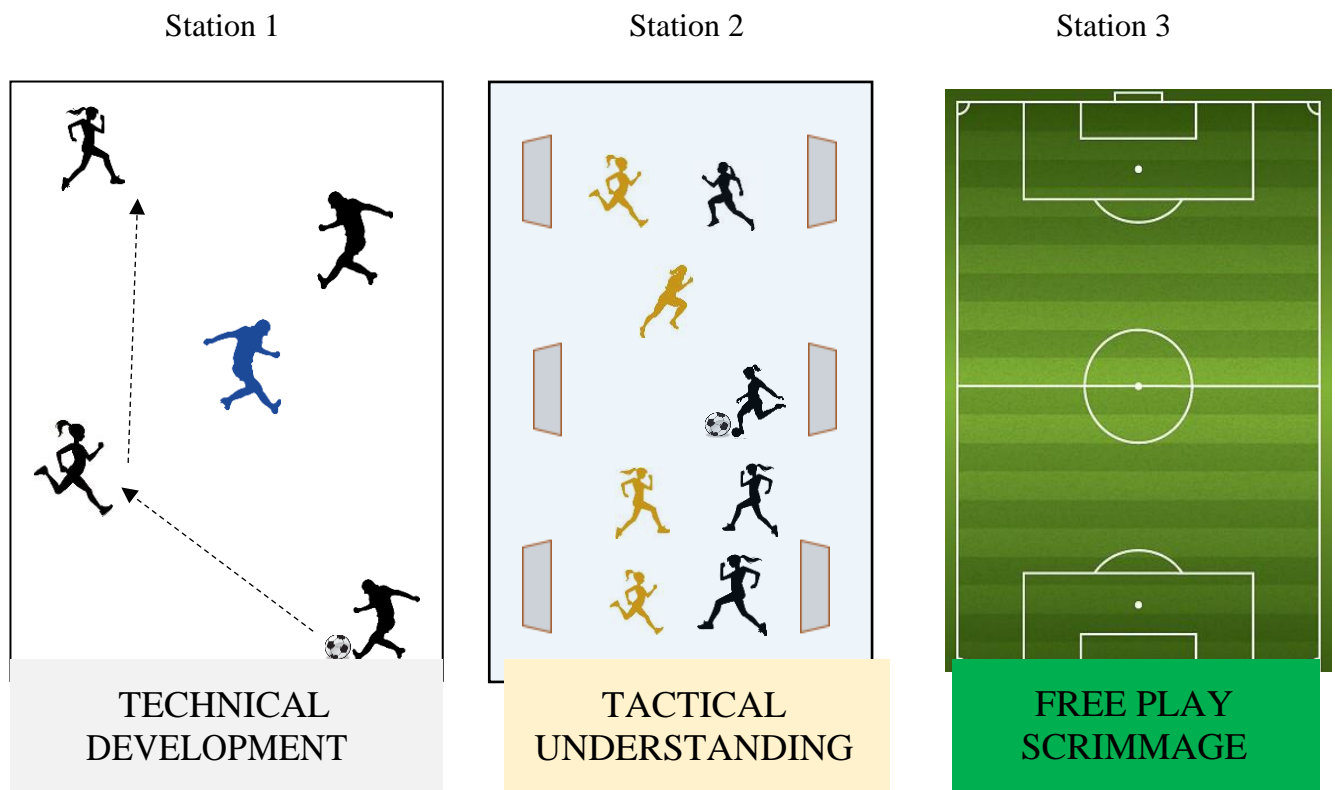 Station 1
Station 2
Station 3
TECHNICAL
DEVELOPMENT
TACTICAL
UNDERSTANDING
FREE PLAY
SCRIMMAGE